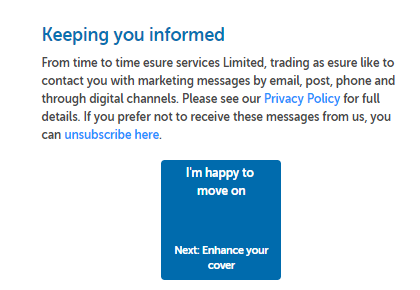 Keeping you informed
From time to time esure services Limited, trading as esure like to
contact you with marketing messages by email, post, phone and
through digital channels. Please see our Privacy Policy for full
details. If you prefer not to receive these messages from us, you
can unsubscribe here.
I'm happy to
move on
Next: Enhance your
cover